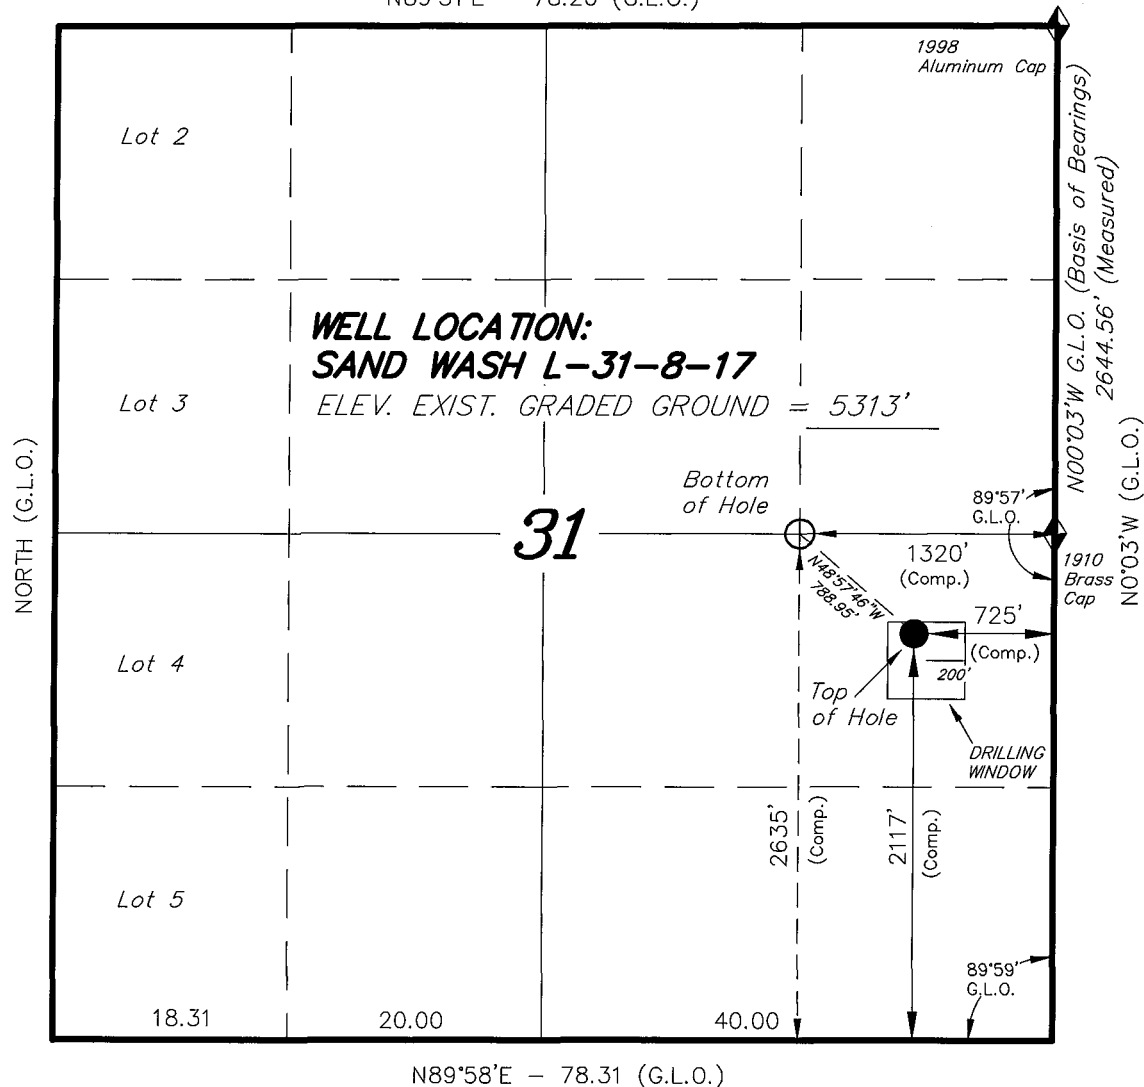 1998
Aluminum Cap
Lot 2
N00°03'W G.L.O. (Basis of Bearings)
2644.56' (Measured)
WELL LOCATION:
SAND WASH L-31-8-17
ELEV. EXIST. GRADED GROUND = 5313'
Lot 3
NORTH (G.L.O.)
Bottom
of Hole
89°57'
G.L.O.
N0°03'W (G.L.O.)
31
1320'
(Comp.)
1910
Brass
Cap
N48°57'46"W
788.95'
725'
(Comp.)
200'
Lot 4
Top
of Hole
DRILLING
WINDOW
2635'
(Comp.)
2117'
(Comp.)
Lot 5
89°59'
G.L.O.
18.31
20.00
40.00
N89°58'E - 78.31 (G.L.O.)